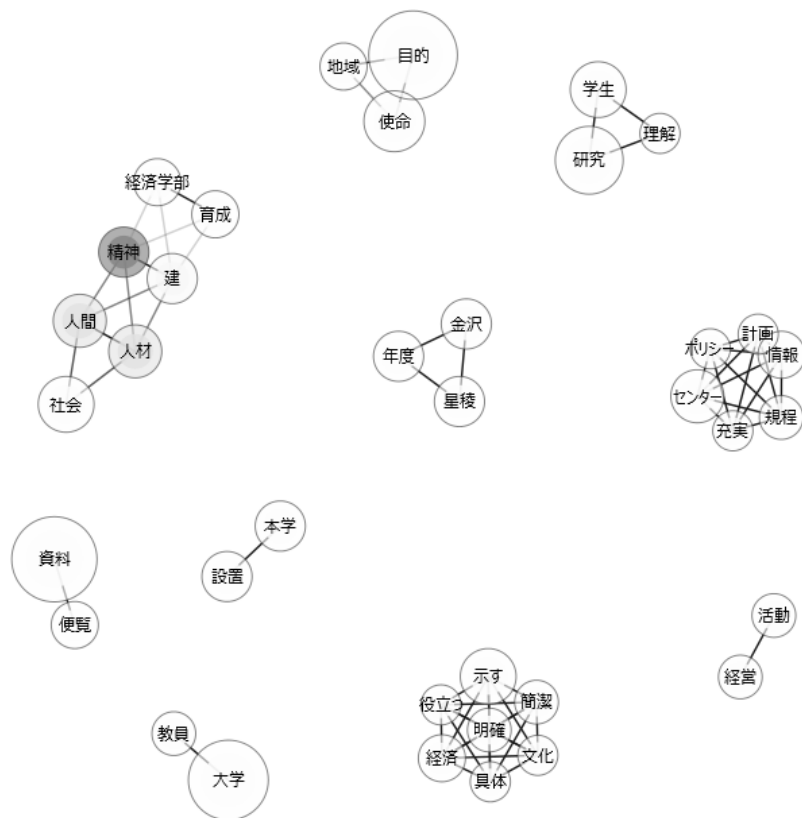 目的
地域
使命
学生
理解
研究
経済学部
育成
精神
建
人間
人材
社会
金沢
年度
星稜
計画
ポリシー
情報
センター
規程
充実
本学
設置
資料
便覧
活動
経営
示す
役立つ
簡潔
明確
経済
文化
具体
教員
大学